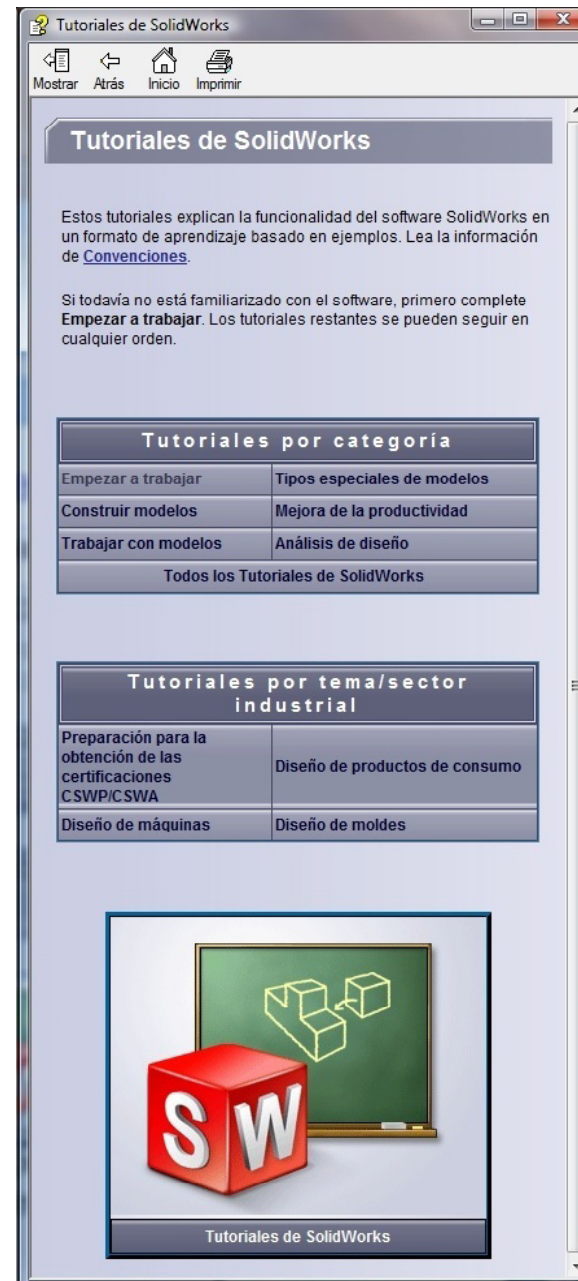 Tutoriales de SolidWorks
Mostrar Atrás Inicio Imprimir
Tutoriales de SolidWorks
Estos tutoriales explican la funcionalidad del software SolidWorks en
un formato de aprendizaje basado en ejemplos. Lea la información
de Convenciones.
Si todavía no está familiarizado con el software, primero complete
Empezar a trabajar. Los tutoriales restantes se pueden seguir en
cualquier orden.
Tutoriales por categoría
Empezar a trabajar Tipos especiales de modelos
Construir modelos Mejora de la productividad
Trabajar con modelos Análisis de diseño
Todos los Tutoriales de SolidWorks
Tutoriales por tema/sector
industrial
Preparación para la
obtención de las
certificaciones
CSWP/CSWA
Diseño de productos de consumo
Diseño de máquinas Diseño de moldes
S W
Tutoriales de SolidWorks